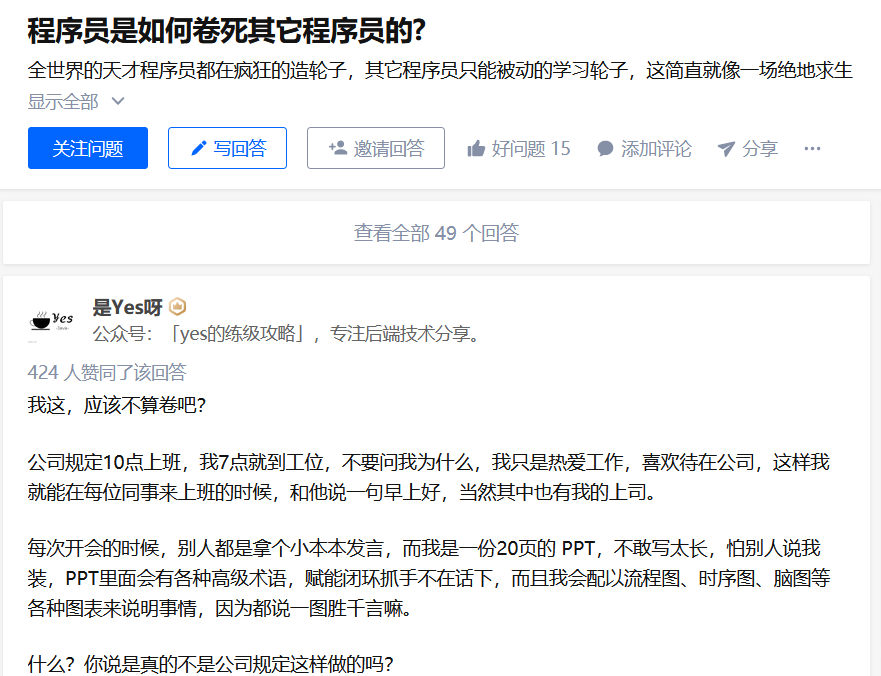 程序员是如何卷死其它程序员的?
全世界的天才程序员都在疯狂的造轮子，其它程序员只能被动的学习轮子，这简直就像一场绝地求生
显示全部
关注问题 写回答 邀请回答 好问题 15 添加评论 分享 ···
查看全部 49 个回答
Yes
是Yes呀
公众号：「yes的练级攻略」，专注后端技术分享。
424 人赞同了该回答
我这，应该不算卷吧？
公司规定10点上班，我7点就到工位，不要问我为什么，我只是热爱工作，喜欢待在公司，这样我
就能在每位同事来上班的时候，和他说一句早上好，当然其中也有我的上司。
每次开会的时候，别人都是拿个小本本发言，而我是一份20页的 PPT，不敢写太长，怕别人说我
装，PPT里面会有各种高级术语，赋能闭环抓手不在话下，而且我会配以流程图、时序图、脑图等
各种图表来说明事情，因为都说一图胜千言嘛。
什么？你说是真的不是公司规定这样做的吗？